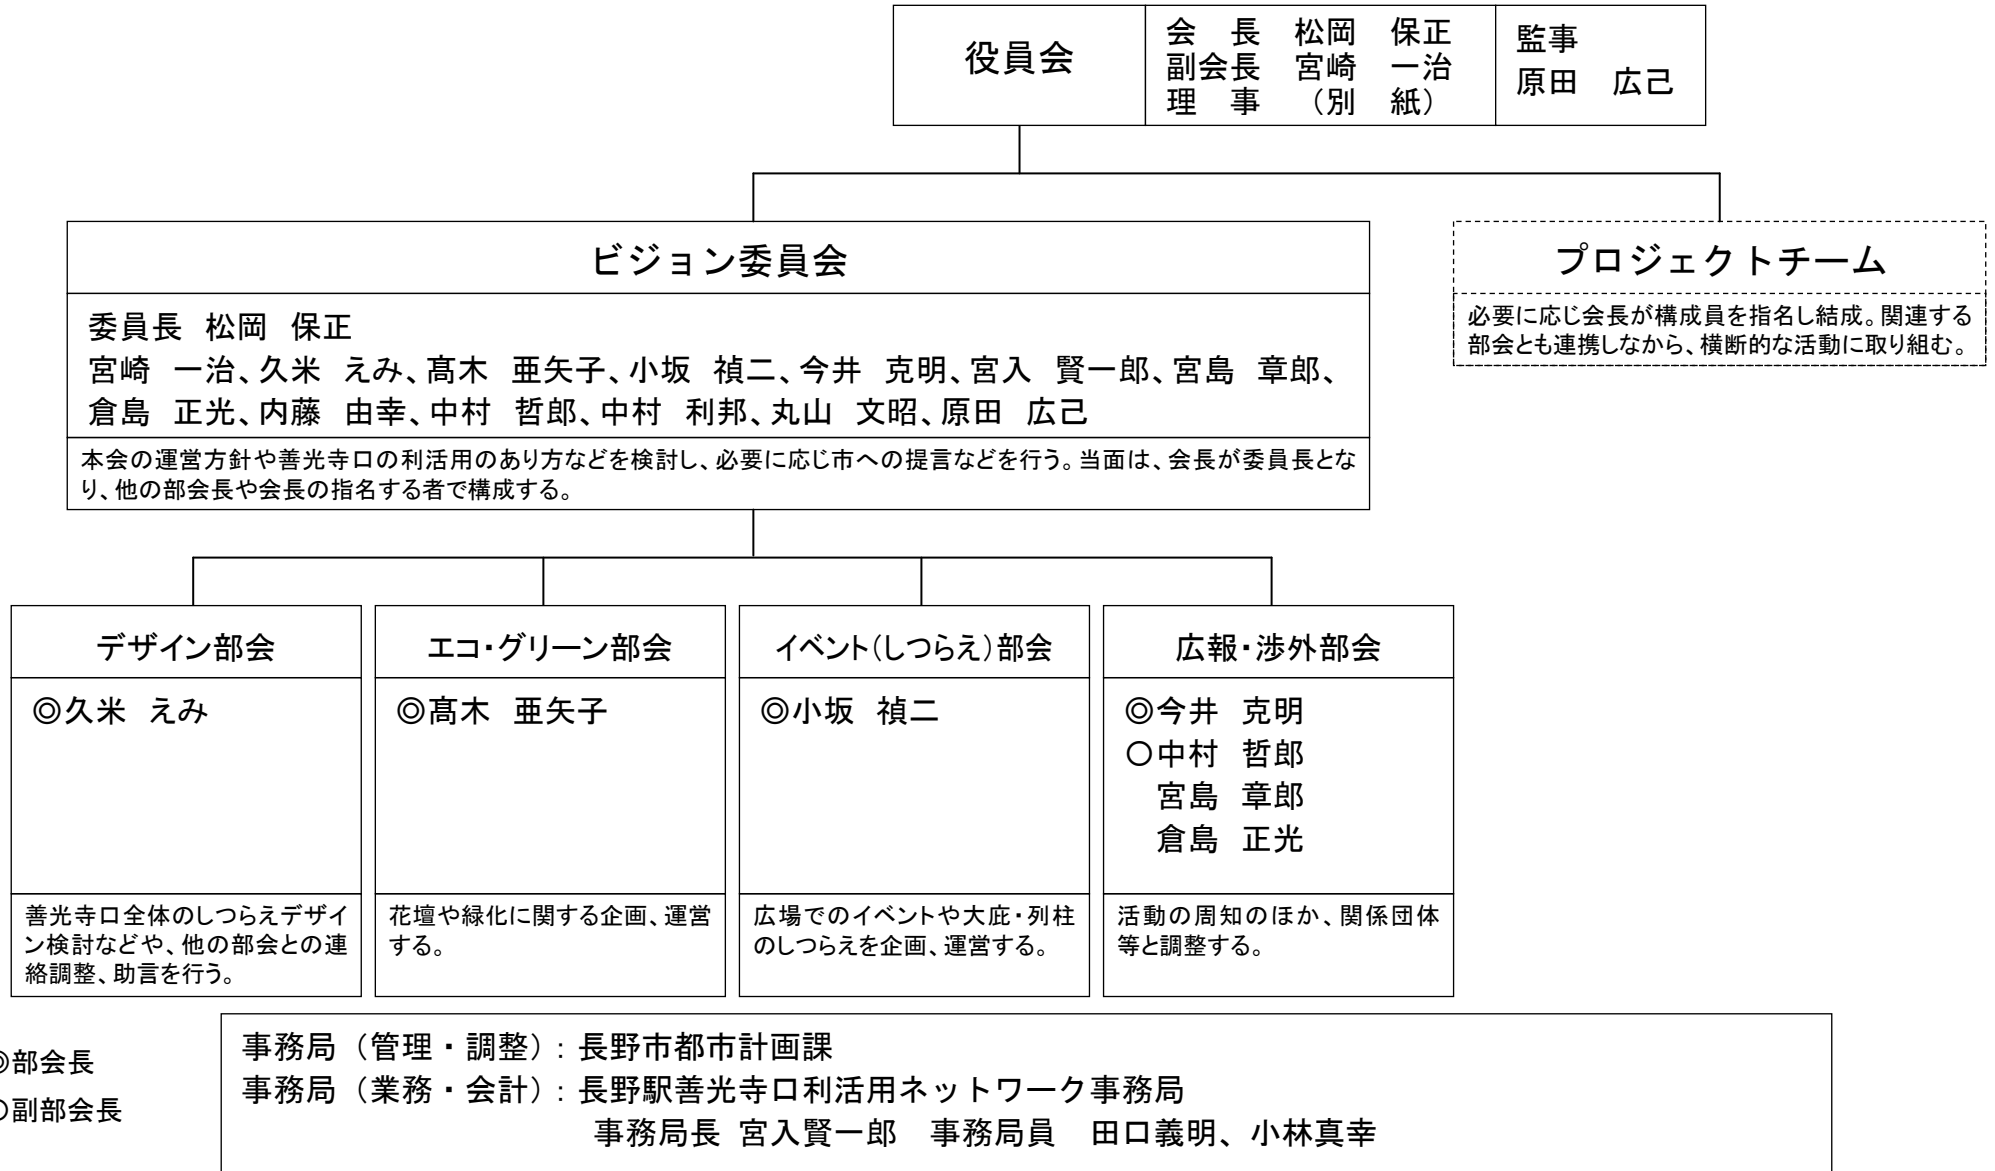 役員会
会　長　松岡　保正
副会長　宮崎　一治
理　事　（別　紙）
監事
原田　広己
ビジョン委員会
委員長 松岡 保正
宮崎 一治、久米 えみ、髙木 亜矢子、小坂 禎二、今井 克明、宮入 賢一郎、宮島 章郎、
倉島 正光、内藤 由幸、中村 哲郎、中村 利邦、丸山 文昭、原田 広己
本会の運営方針や善光寺口の利活用のあり方などを検討し、必要に応じ市への提言などを行う。当面は、会長が委員長とな
り、他の部会長や会長の指名する者で構成する。
プロジェクトチーム
必要に応じ会長が構成員を指名し結成。関連する
部会とも連携しなから、横断的な活動に取り組む。
デザイン部会
◎久米 えみ
善光寺口全体のしつらえデザイ
ン検討などや、他の部会との連
絡調整、助言を行う。
エコ・グリーン部会
◎髙木 亜矢子
花壇や緑化に関する企画、運営
する。
イベント（しつらえ）部会
◎小坂 禎二
広場でのイベントや大庇・列柱
のしつらえを企画、運営する。
広報・渉外部会
◎今井 克明
○中村 哲郎
宮島 章郎
倉島 正光
活動の周知のほか、関係団体
等と調整する。
◎部会長
○副部会長
事務局（管理・調整）：長野市都市計画課
事務局（業務・会計）：長野駅善光寺口利活用ネットワーク事務局
事務局長 宮入賢一郎　事務局員　田口義明、小林真幸